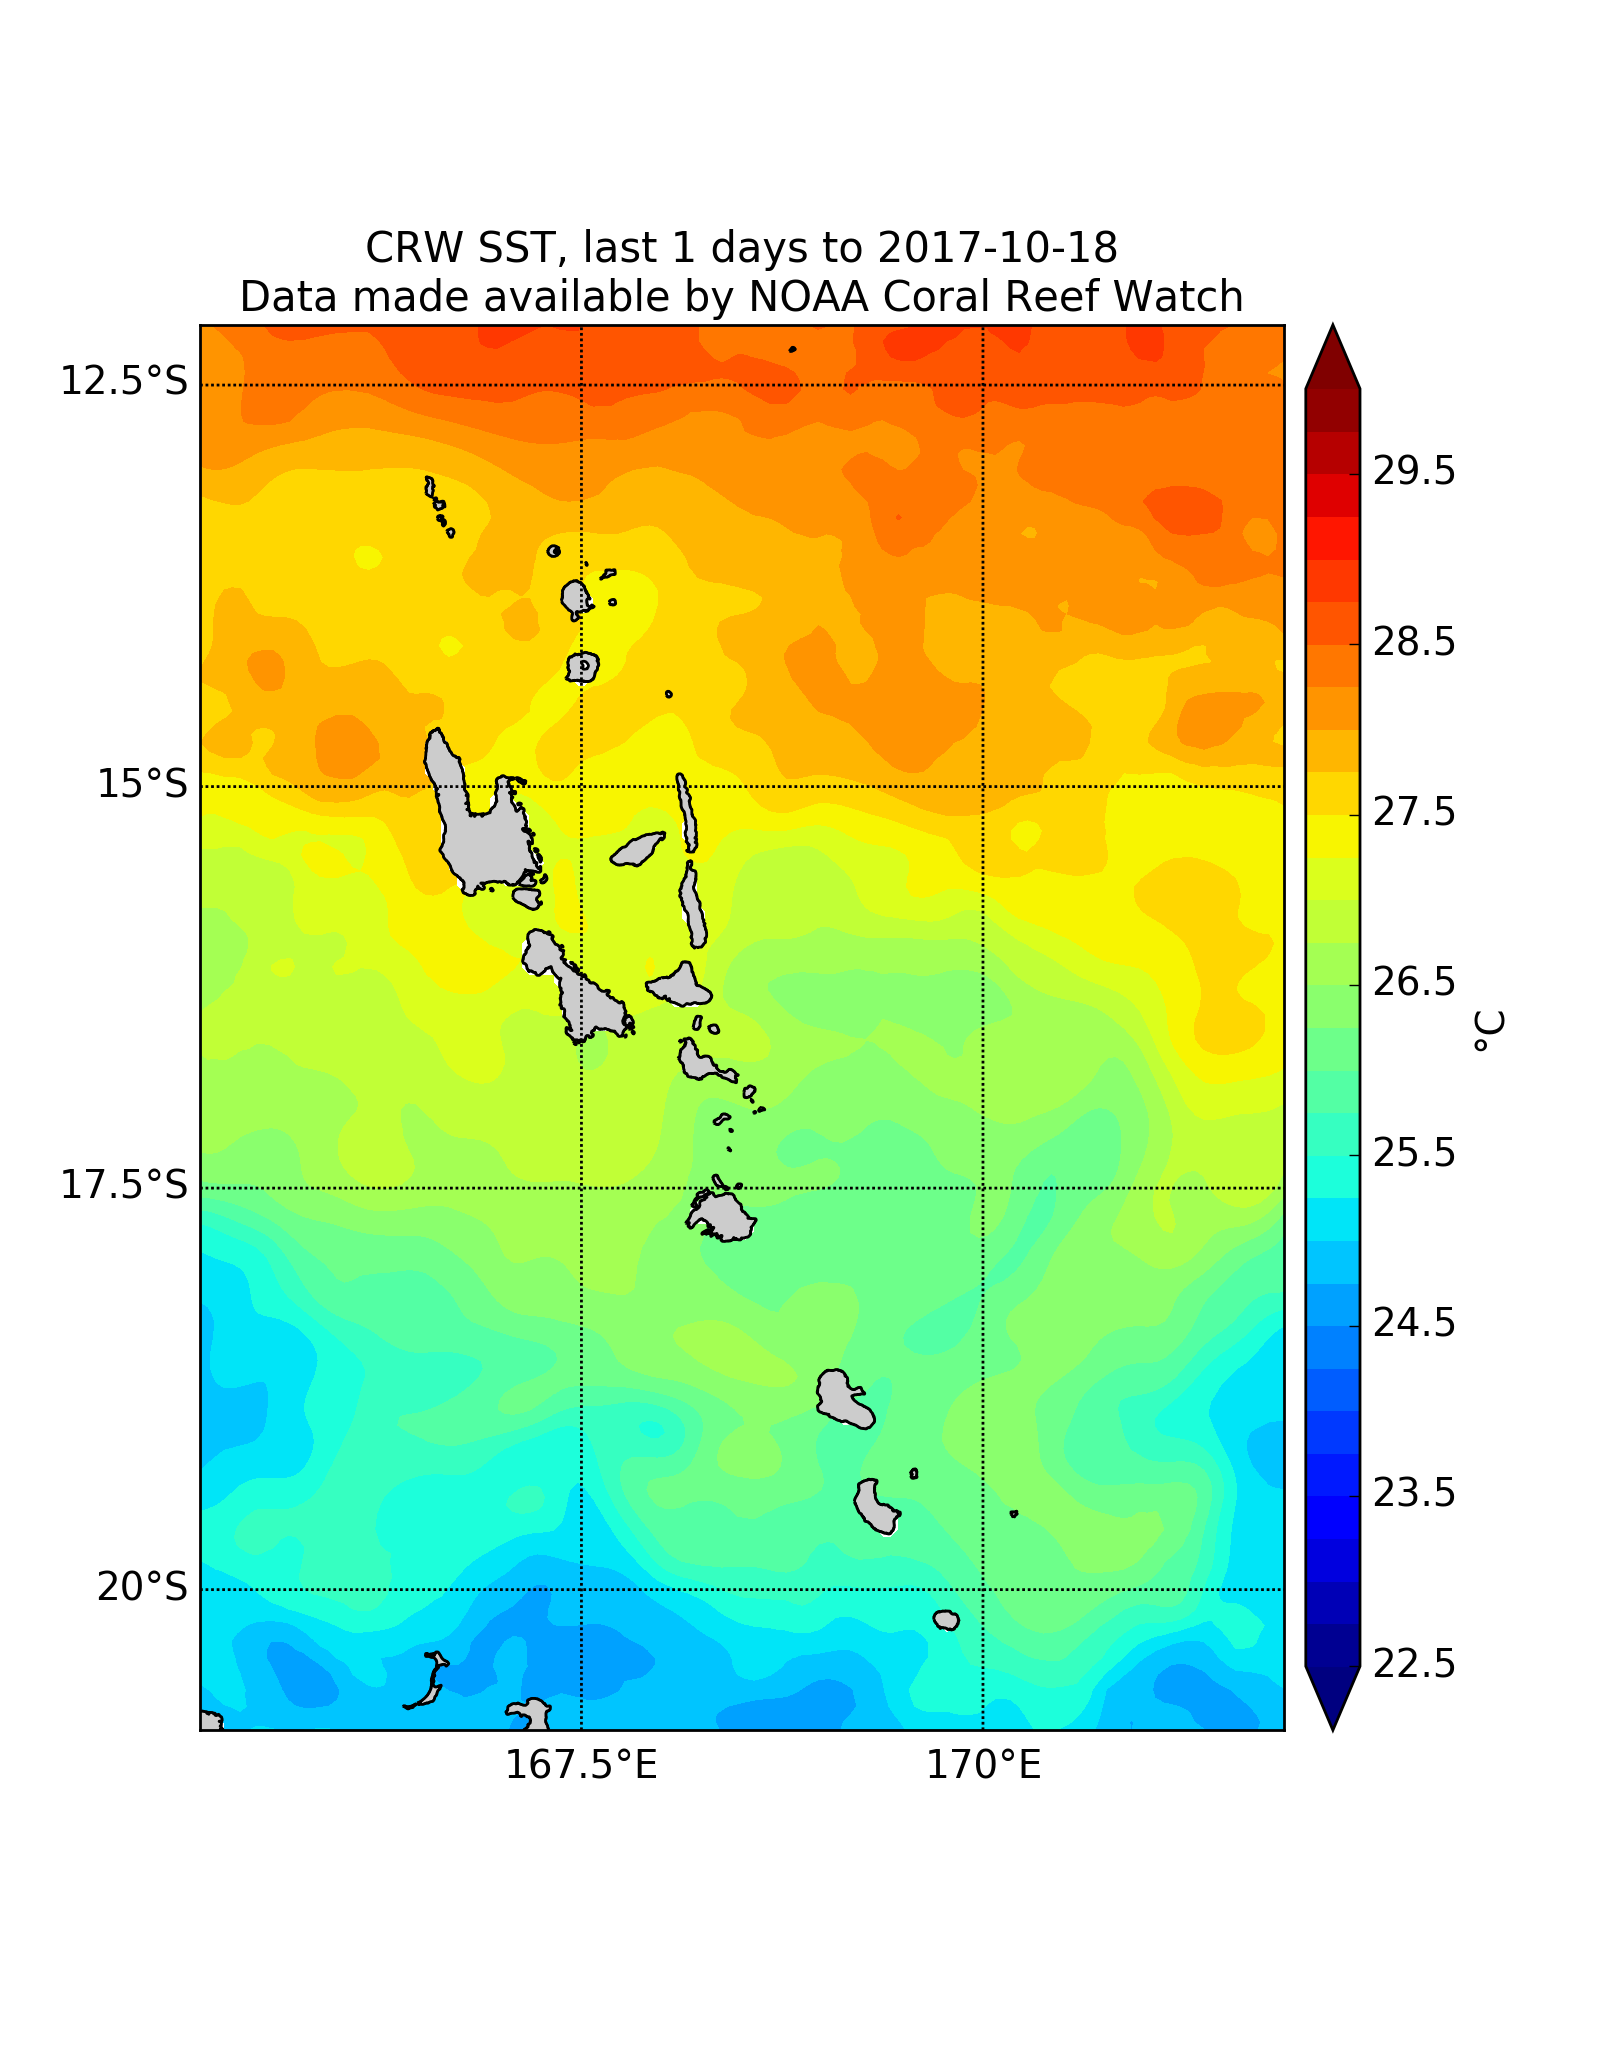 CRW SST, last 1 days to 2017-10-18
Data made available by NOAA Coral Reef Watch
12.5°S
15°S
17.5°S
20°S
167.5°E
170°E
29.5
28.5
27.5
26.5
25.5
24.5
23.5
22.5
°C